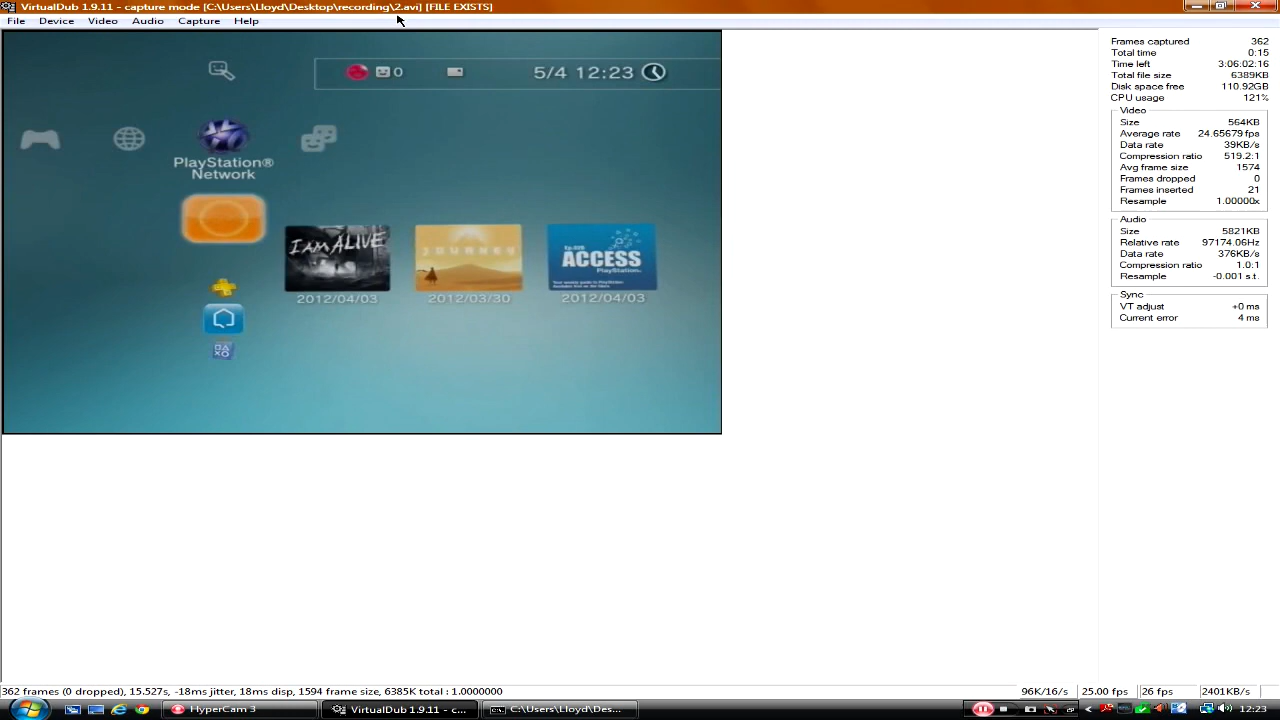 VirtualDub 1.9.11 - capture mode [C:\Users\Lloyd\Desktop\recording\2.avi] [FILE EXISTS]
File Device Video Audio Capture Help
0 5/4 12:23
PlayStation®
Network
I AM ALIVE
JOURNEY
ACCESS
PlayStation
2012/04/03 2012/03/30 2012/04/03
Frames captured 362
Total time 0:15
Time left 3:06:02:16
Total file size 6389KB
Disk space free 110.92GB
CPU usage 121%
Video
Size 564KB
Average rate 24.65679 fps
Data rate 39KB/s
Compression ratio 519.2:1
Avg frame size 1574
Frames dropped 0
Frames inserted 21
Resample 1.00000x
Audio
Size 5821KB
Relative rate 97174.06Hz
Data rate 376KB/s
Compression ratio 1.0:1
Resample -0.001 s.t.
Sync
VT adjust +0 ms
Current error 4 ms
362 frames (0 dropped), 15.527s, -18ms jitter, 18ms disp, 1594 frame size, 6385K total : 1.0000000
96K/16/s 25.00 fps 26 fps 2401KB/s
HyperCam 3 VirtualDub 1.9.11 - c... C:\Users\Lloyd\Des... 12:23